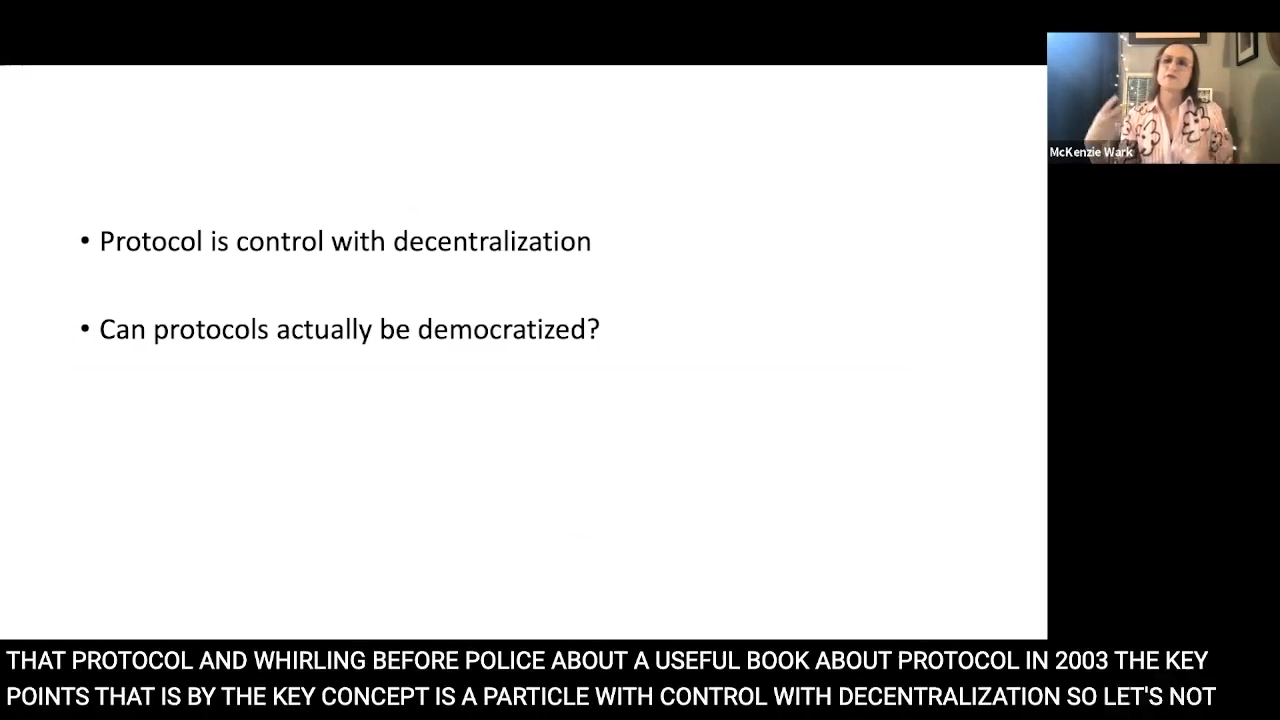 McKenzie Wark
• Protocol is control with decentralization
• Can protocols actually be democratized?
THAT PROTOCOL AND WHIRLING BEFORE POLICE ABOUT A USEFUL BOOK ABOUT PROTOCOL IN 2003 THE KEY
POINTS THAT IS BY THE KEY CONCEPT IS A PARTICLE WITH CONTROL WITH DECENTRALIZATION SO LET'S NOT